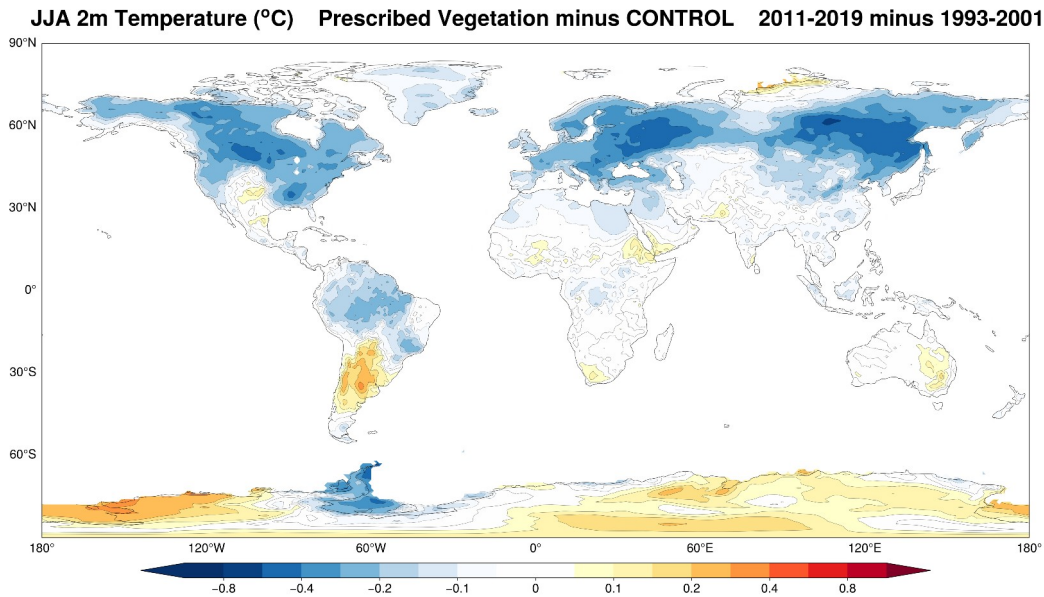 JJA 2m Temperature (°C) Prescribed Vegetation minus CONTROL 2011-2019 minus 1993-2001
90°N
60°N
30°N
0°
30°S
60°S
180° 120°W 60°W 0° 60°E 120°E 180°
−0.8 −0.4 −0.2 −0.1 0 0.1 0.2 0.4 0.8